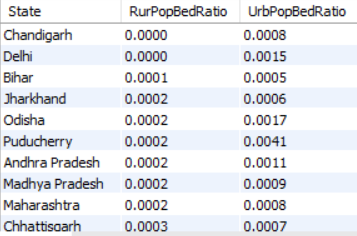 State RurPopBedRatio UrbPopBedRatio
Chandigarh 0.0000 0.0008
Delhi 0.0000 0.0015
Bihar 0.0001 0.0005
Jharkhand 0.0002 0.0006
Odisha 0.0002 0.0017
Puducherry 0.0002 0.0041
Andhra Pradesh 0.0002 0.0011
Madhya Pradesh 0.0002 0.0009
Maharashtra 0.0002 0.0008
Chhattisgarh 0.0003 0.0007